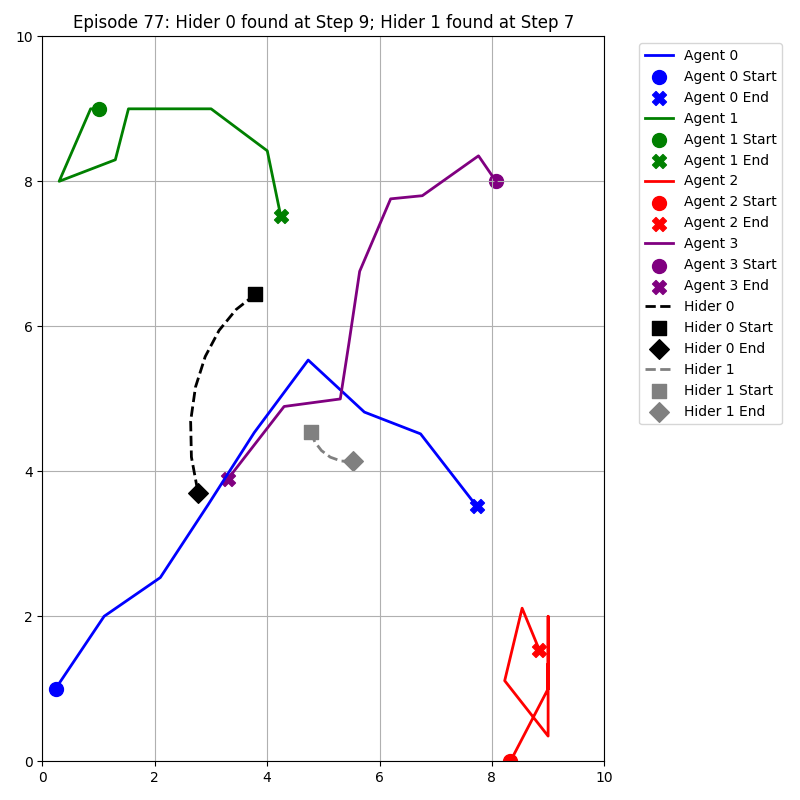 Episode 77: Hider 0 found at Step 9; Hider 1 found at Step 7
10
8
6
4
2
0
0 2 4 6 8 10
Agent 0
Agent 0 Start
Agent 0 End
Agent 1
Agent 1 Start
Agent 1 End
Agent 2
Agent 2 Start
Agent 2 End
Agent 3
Agent 3 Start
Agent 3 End
Hider 0
Hider 0 Start
Hider 0 End
Hider 1
Hider 1 Start
Hider 1 End